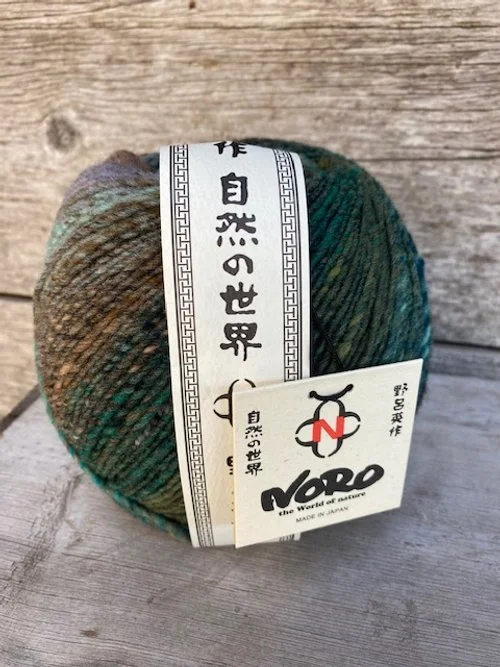 作 自然の世界
野呂英作
自然の世界
N
NORO
the World of nature
MADE IN JAPAN